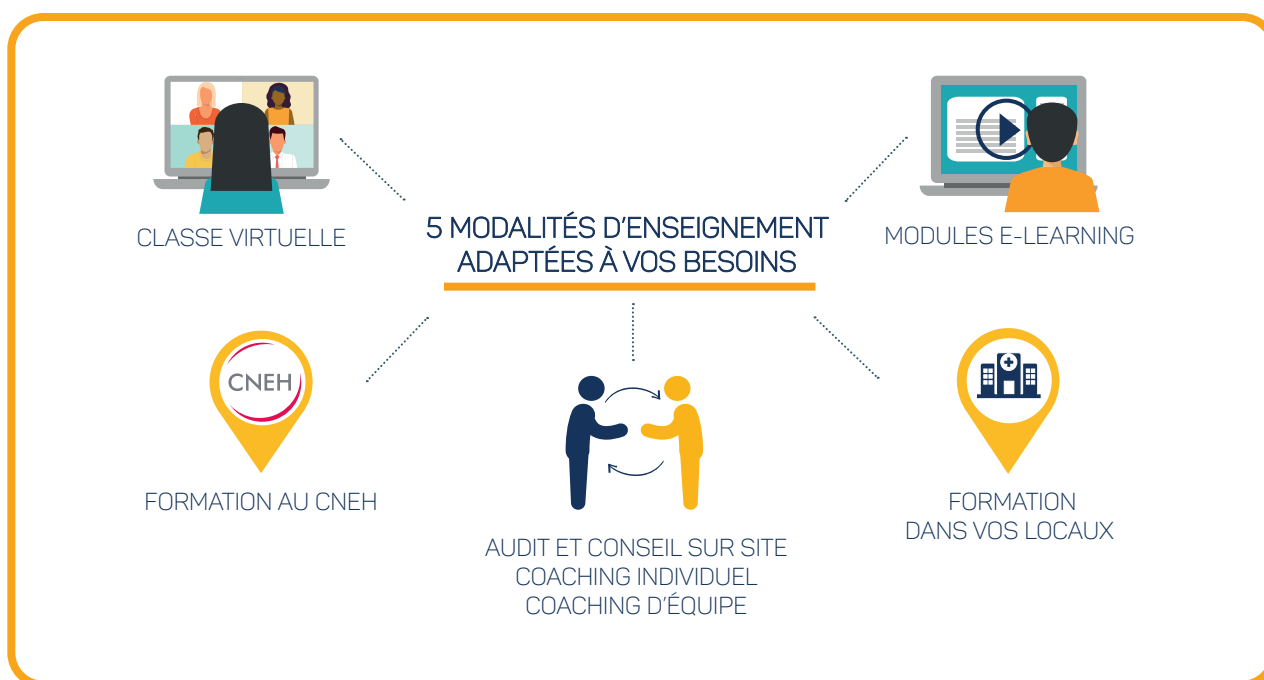 CLASSE VIRTUELLE
5 MODALITÉS D'ENSEIGNEMENT
ADAPTÉES À VOS BESOINS
MODULES E-LEARNING
CNEH
FORMATION AU CNEH
AUDIT ET CONSEIL SUR SITE
COACHING INDIVIDUEL
COACHING D'ÉQUIPE
FORMATION
DANS VOS LOCAUX